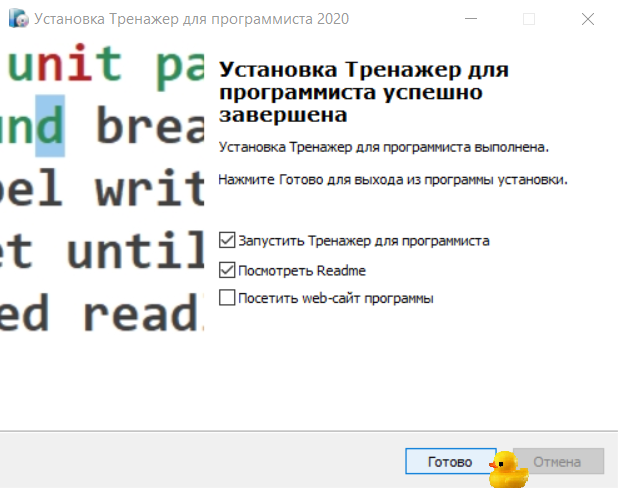 Установка Тренажер для программиста 2020
unit pa
und brea
bel writ
et until
ed read
Установка Тренажер для
программиста успешно
завершена
Установка Тренажер для программиста выполнена.
Нажмите Готово для выхода из программы установки.
Запустить Тренажер для программиста
Посмотреть Readme
Посетить web-сайт программы
Готово
Отмена